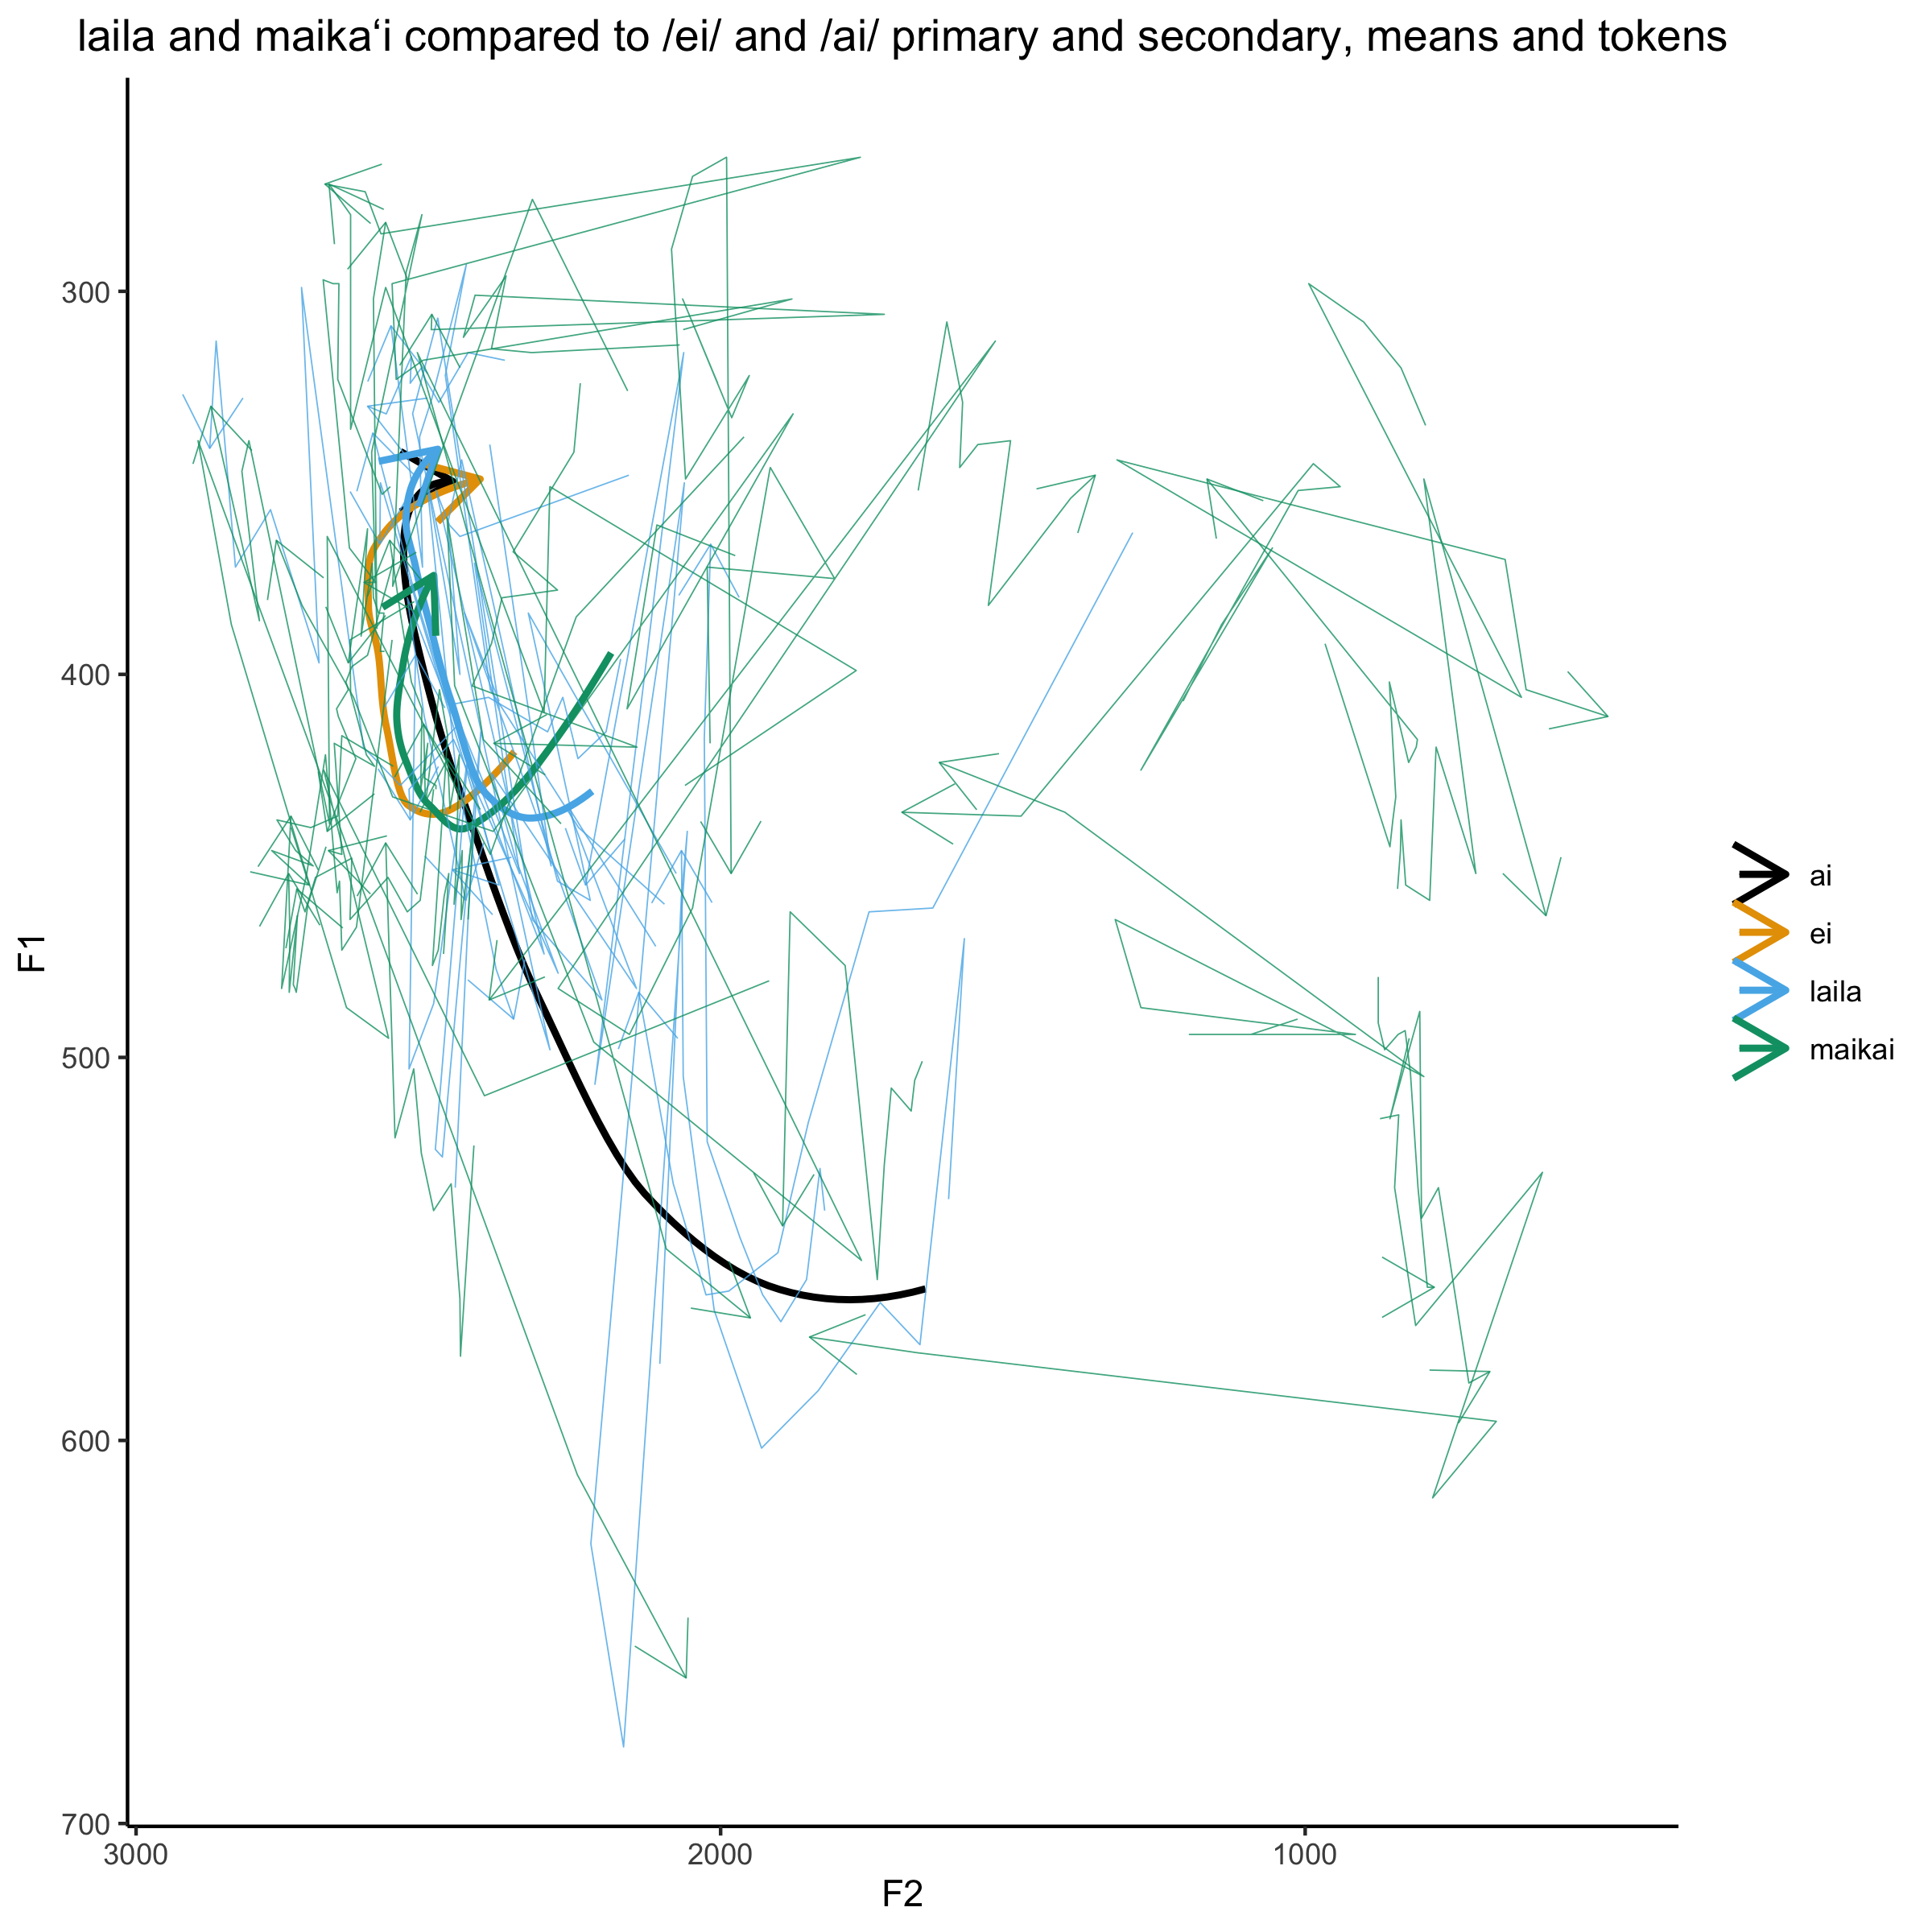 laila and maika‘i compared to /ei/ and /ai/ primary and secondary, means and tokens
F1
300
400
500
600
700
3000
2000
1000
F2
ai
ei
laila
maikai